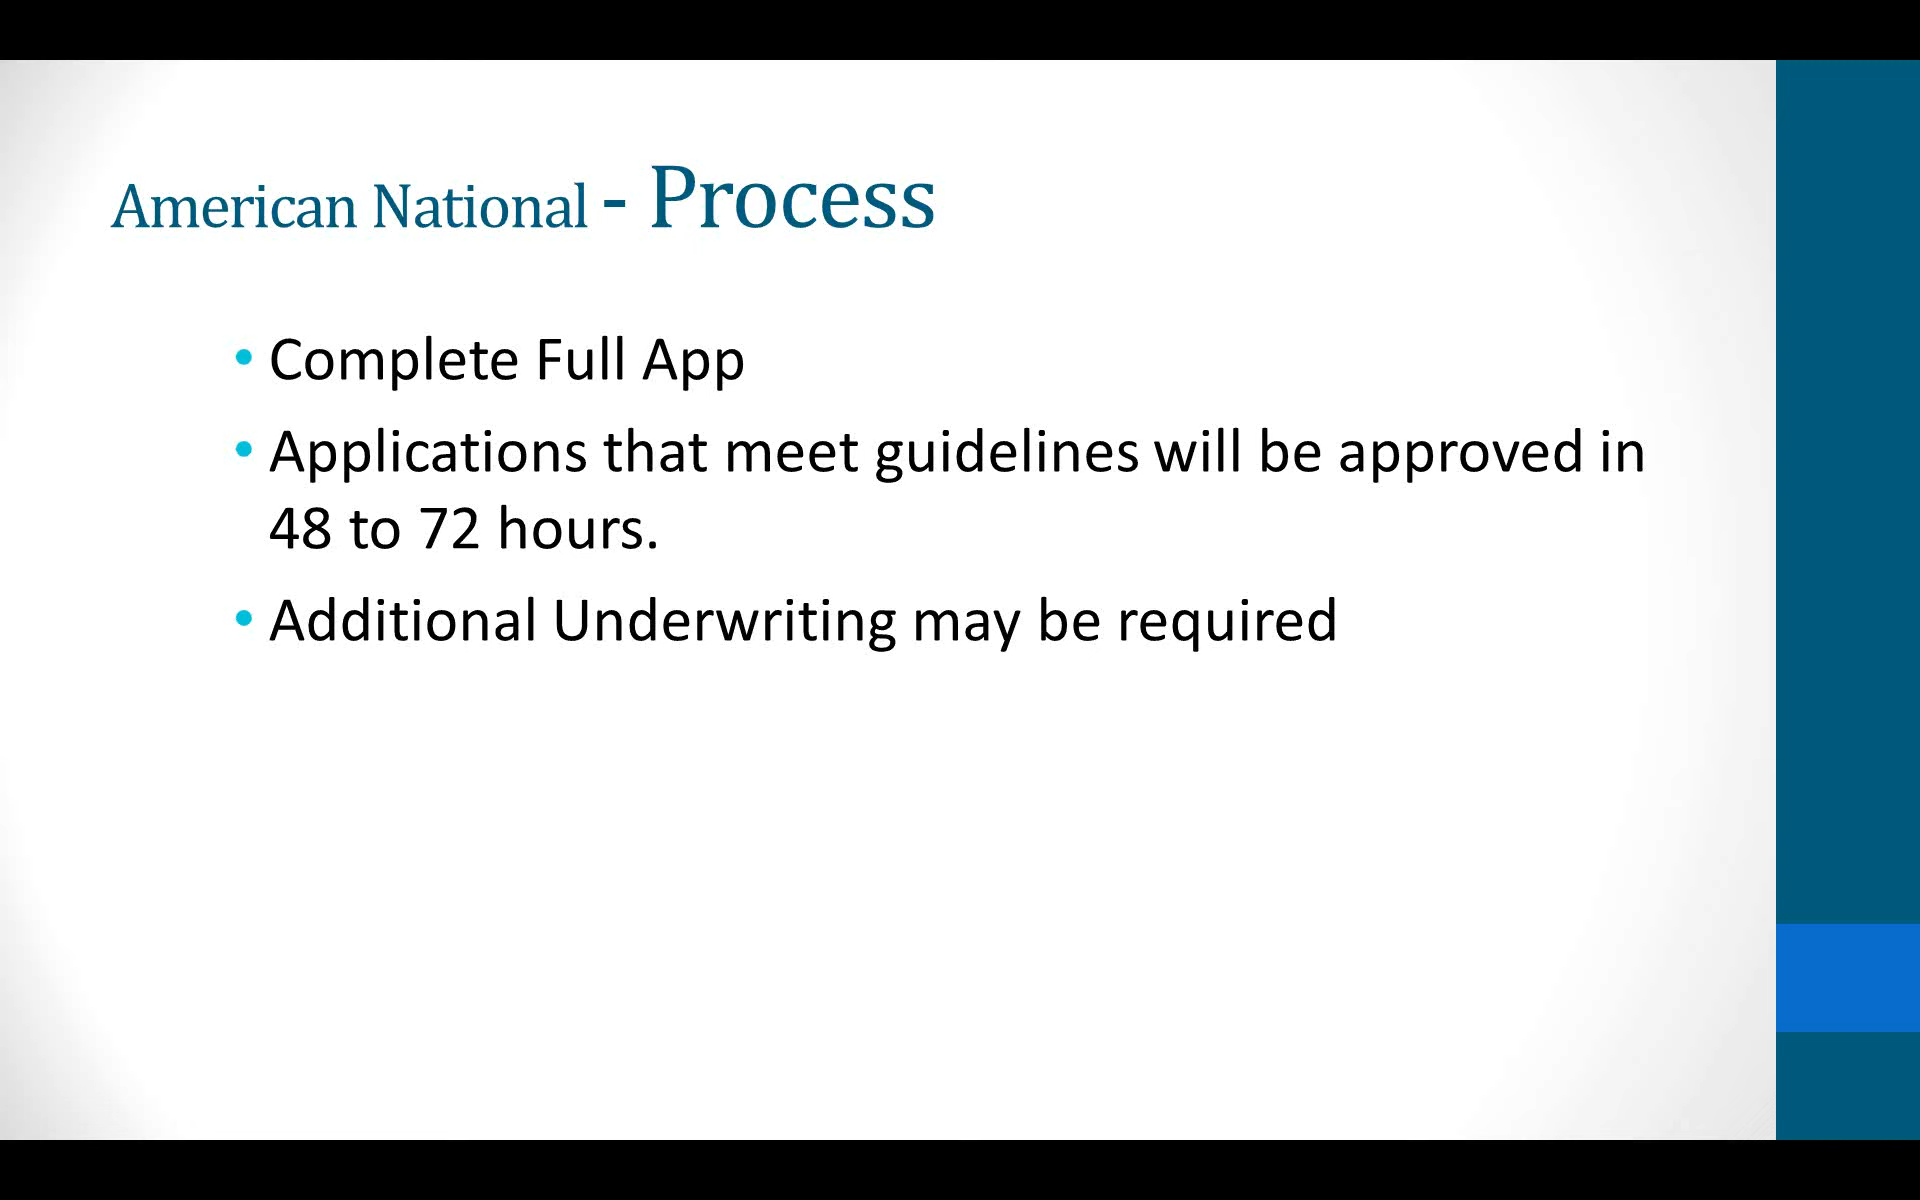 American National - Process
• Complete Full App
• Applications that meet guidelines will be approved in
48 to 72 hours.
• Additional Underwriting may be required